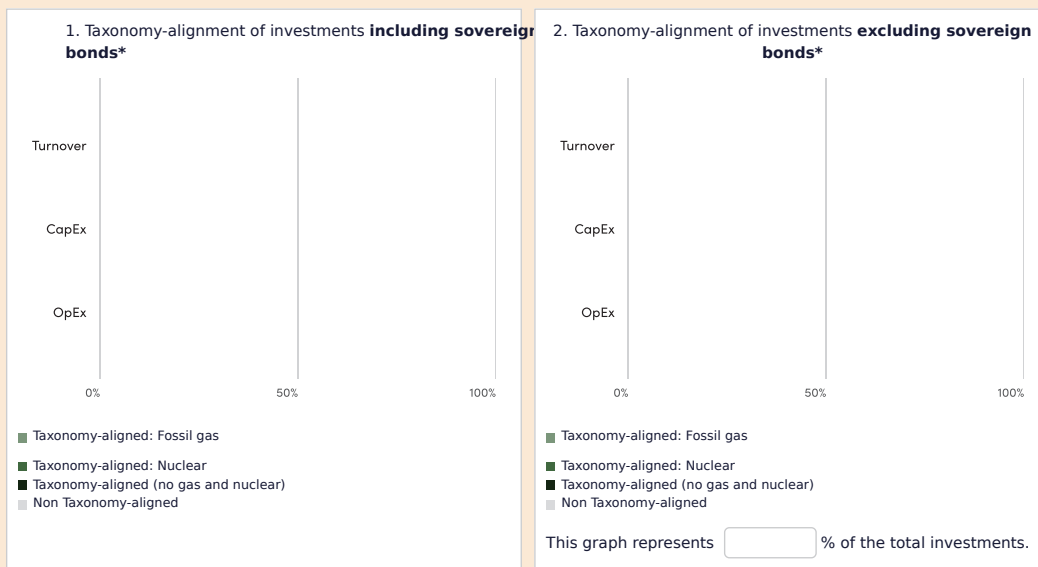 1. Taxonomy-alignment of investments including sovereign
bonds*
Turnover
CapEx
OpEx
0% 50% 100%
Taxonomy-aligned: Fossil gas
Taxonomy-aligned: Nuclear
Taxonomy-aligned (no gas and nuclear)
Non Taxonomy-aligned
2. Taxonomy-alignment of investments excluding sovereign
bonds*
Turnover
CapEx
OpEx
0% 50% 100%
Taxonomy-aligned: Fossil gas
Taxonomy-aligned: Nuclear
Taxonomy-aligned (no gas and nuclear)
Non Taxonomy-aligned
This graph represents % of the total investments.